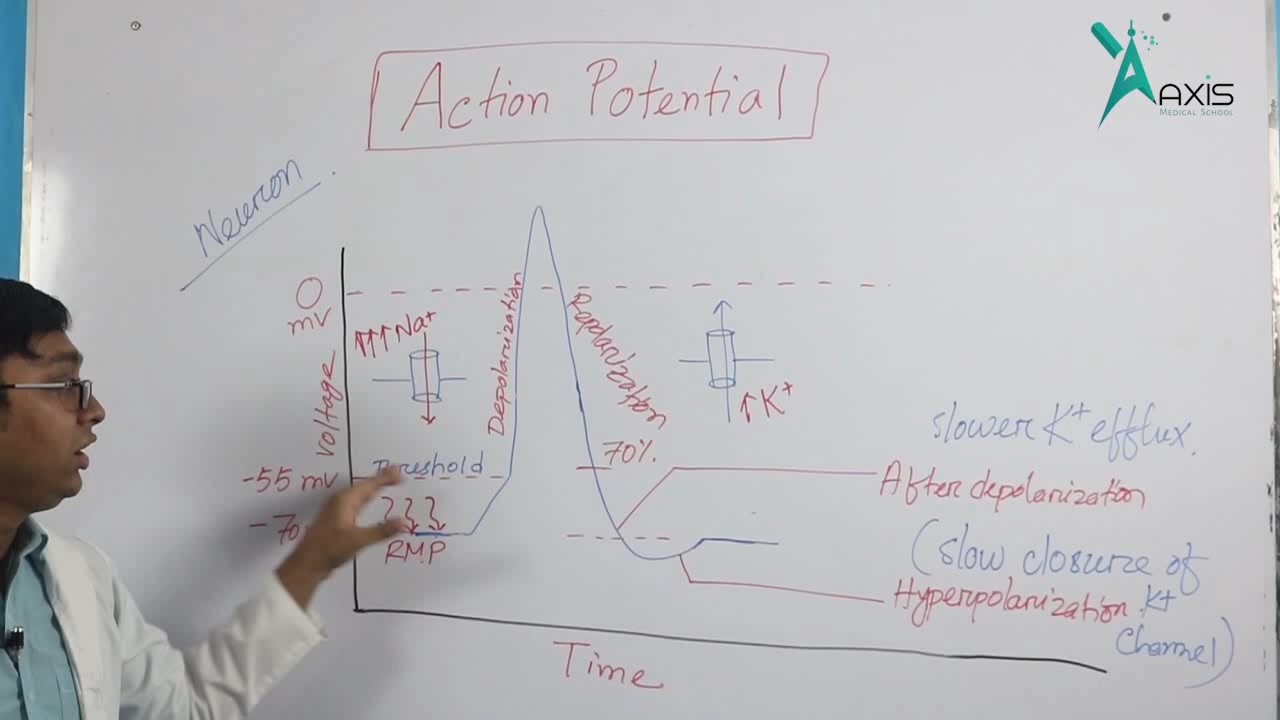 Action Potential
AXIS
MEDICAL SCHOOL
Neuron
0
mV
voltage
↑↑↑Na+
Depolarization
Repolarization
↑K+
70%.
slower K+ efflux.
Threshold
-55 mV
After depolarization
-70
RMP
(slow closure of
Hyperpolarization K+
channel)
Time